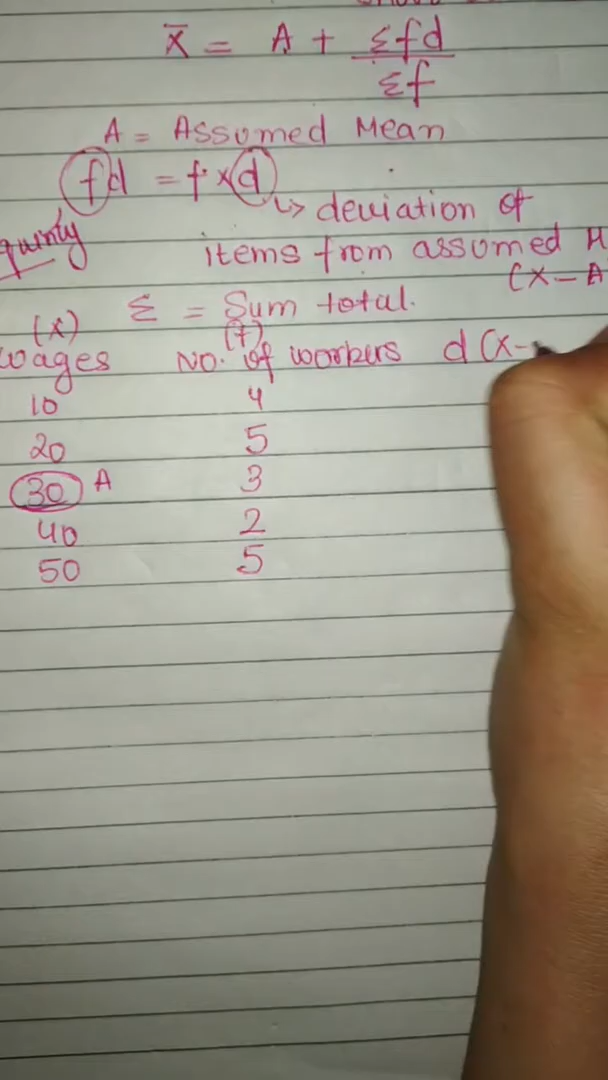 x̄ = A + Σfd/Σf
A = Assumed Mean
fd = f × d
↳ deviation of
items from assumed M
(X-A
Σ = Sum total.
(X) (f)
wages No. of workers d (X-
10 4
20 5
30 A 3
40 2
50 5